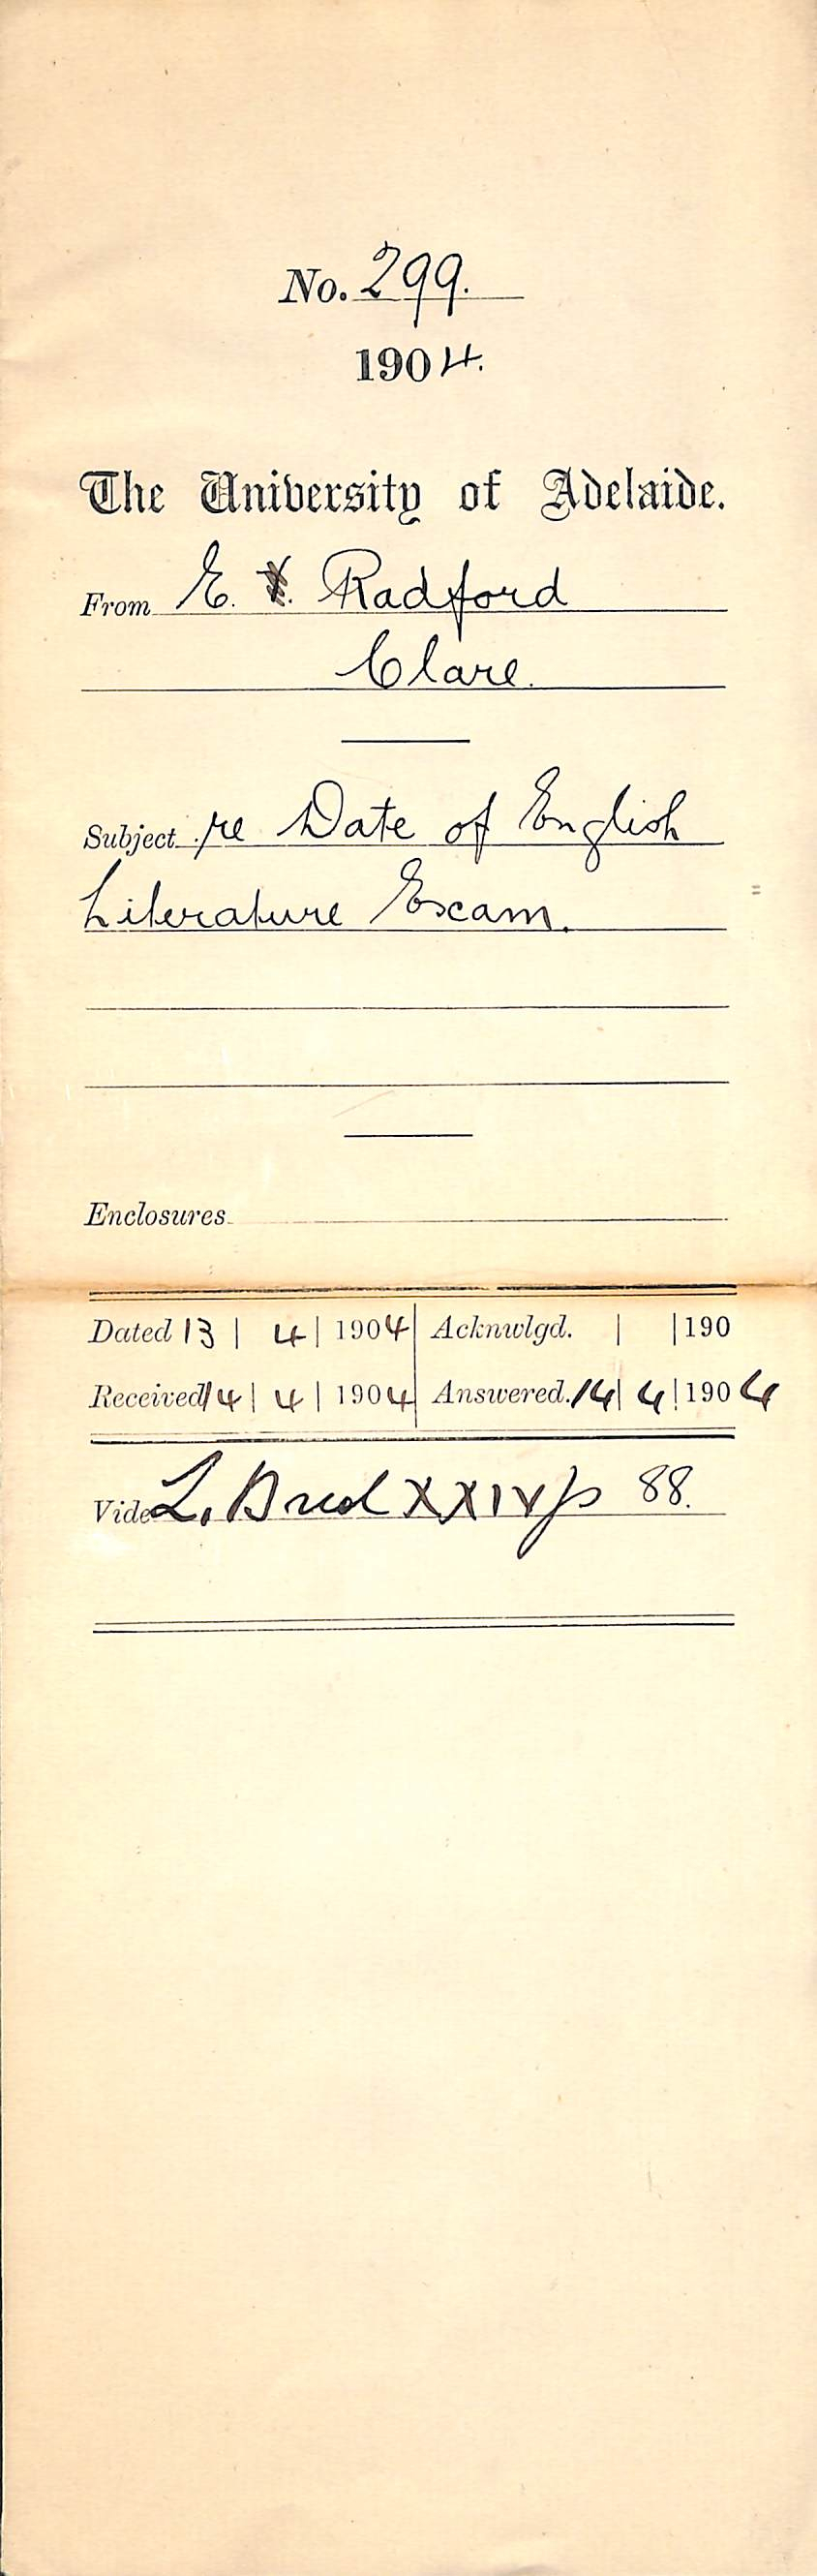 No. 299.
1904.
The University of Adelaide.
From E. Radford
Clare.
Subject re Date of English
Literature Exam.
Enclosures
Dated 13 | 4 | 1904 Acknwlgd. | | 190
Received 14 | 4 | 1904 Answered. 14 | 4 | 1904
Vide L. XXIV p 88.